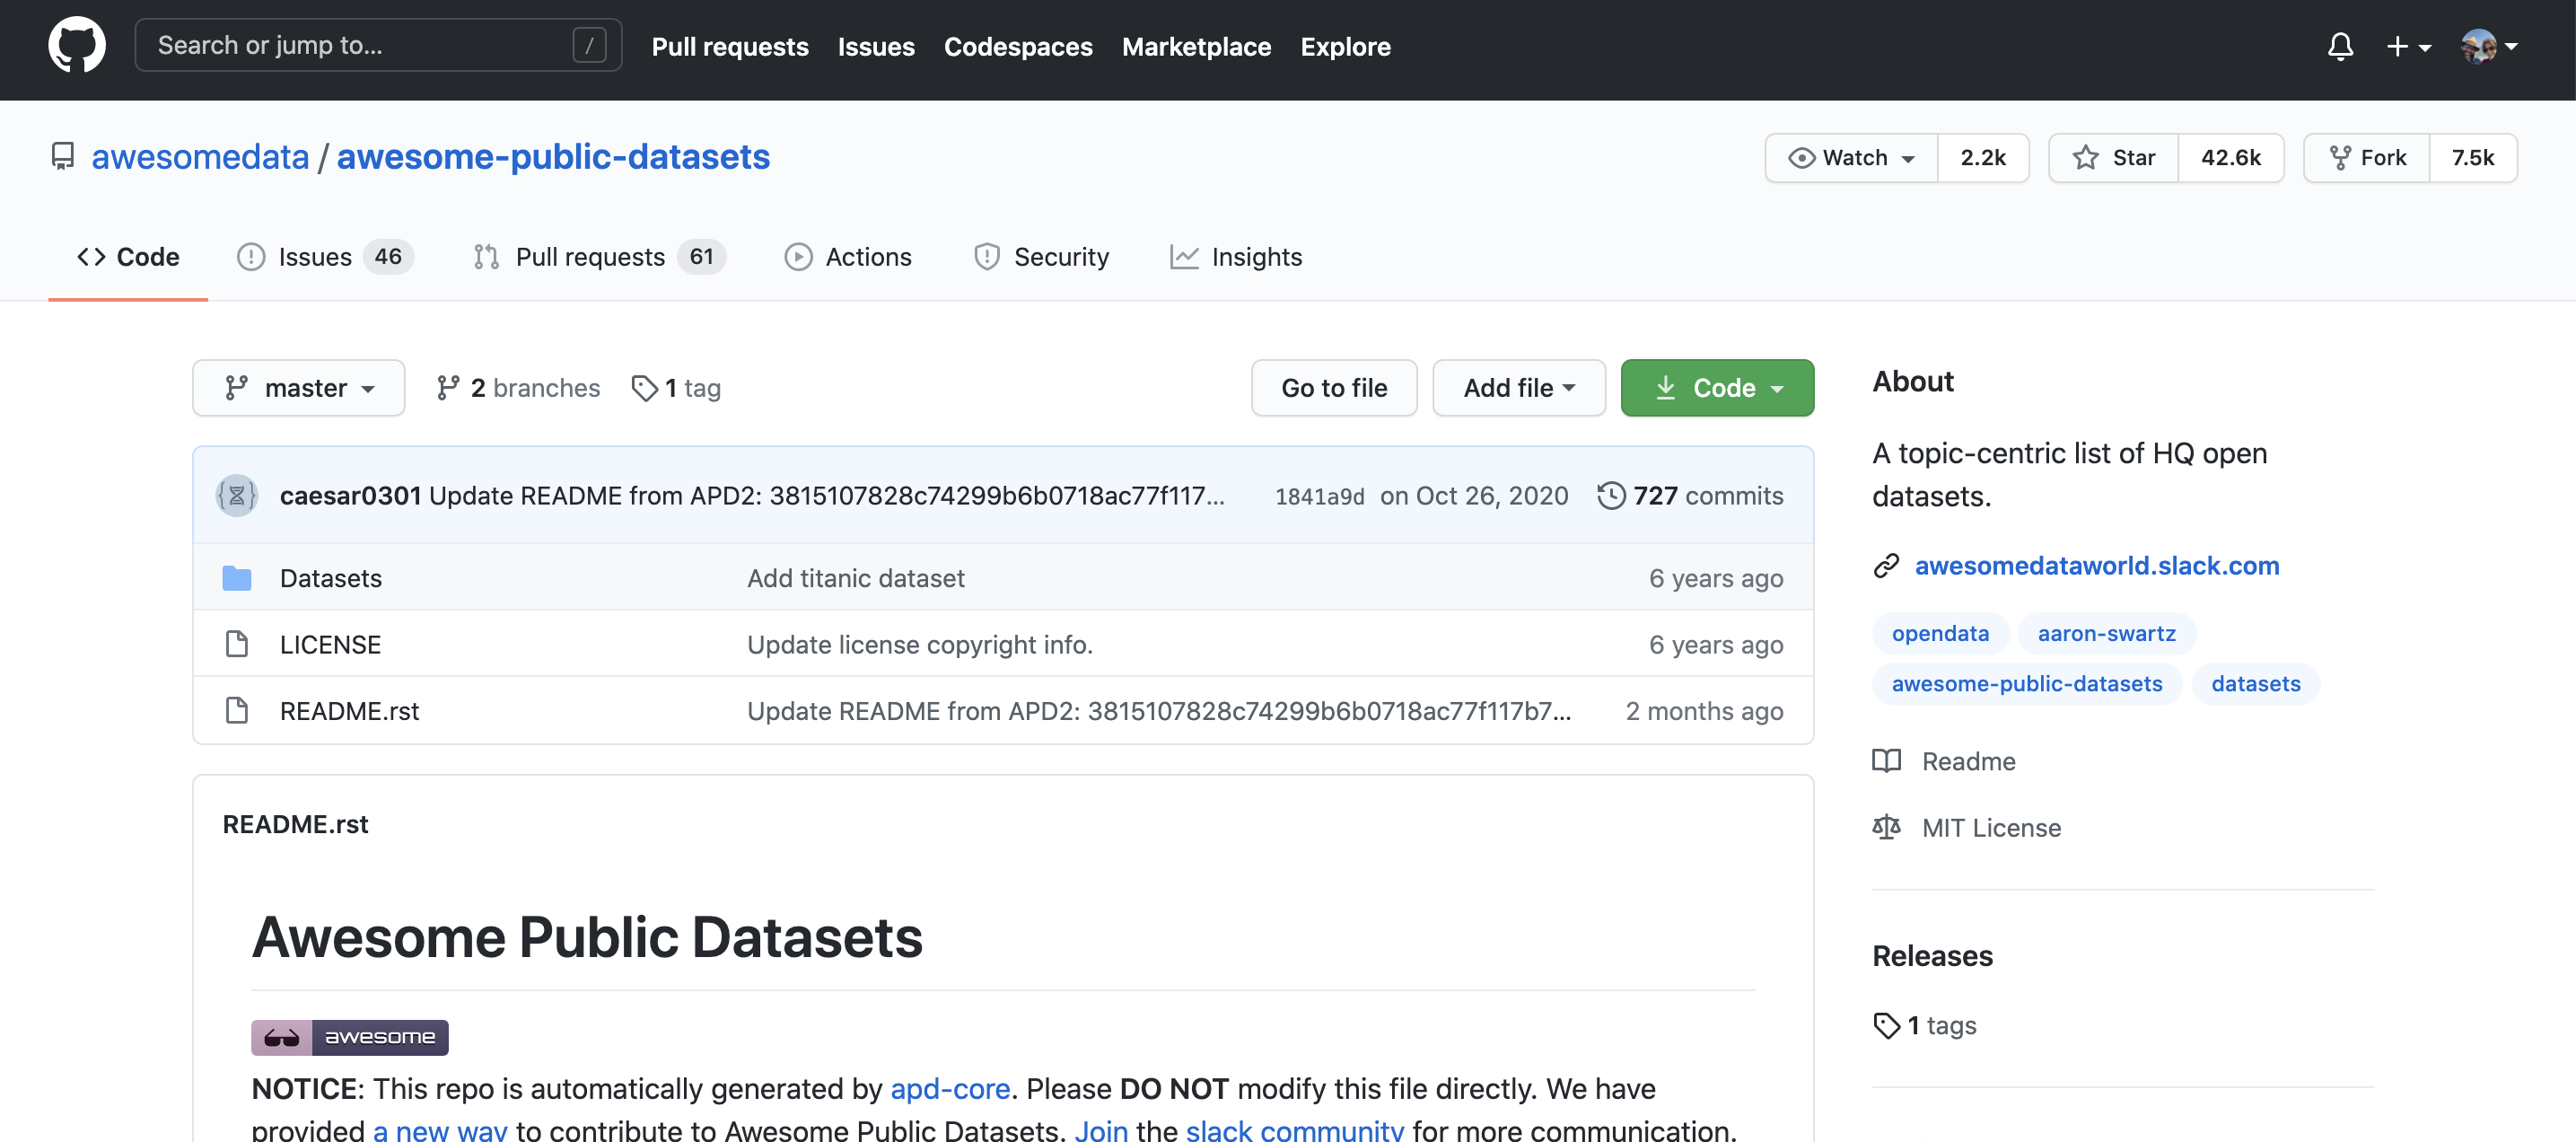 Search or jump to... / Pull requests Issues Codespaces Marketplace Explore
awesomedata / awesome-public-datasets Watch 2.2k Star 42.6k Fork 7.5k
Code Issues 46 Pull requests 61 Actions Security Insights
master 2 branches 1 tag Go to file Add file Code
caesar0301 Update README from APD2: 3815107828c74299b6b0718ac77f117... 1841a9d on Oct 26, 2020 727 commits
Datasets Add titanic dataset 6 years ago
LICENSE Update license copyright info. 6 years ago
README.rst Update README from APD2: 3815107828c74299b6b0718ac77f117b7... 2 months ago
README.rst
Awesome Public Datasets
awesome
NOTICE: This repo is automatically generated by apd-core. Please DO NOT modify this file directly. We have
provided a new way to contribute to Awesome Public Datasets. Join the slack community for more communication.
About
A topic-centric list of HQ open
datasets.
awesomedataworld.slack.com
opendata aaron-swartz
awesome-public-datasets datasets
Readme
MIT License
Releases
1 tags